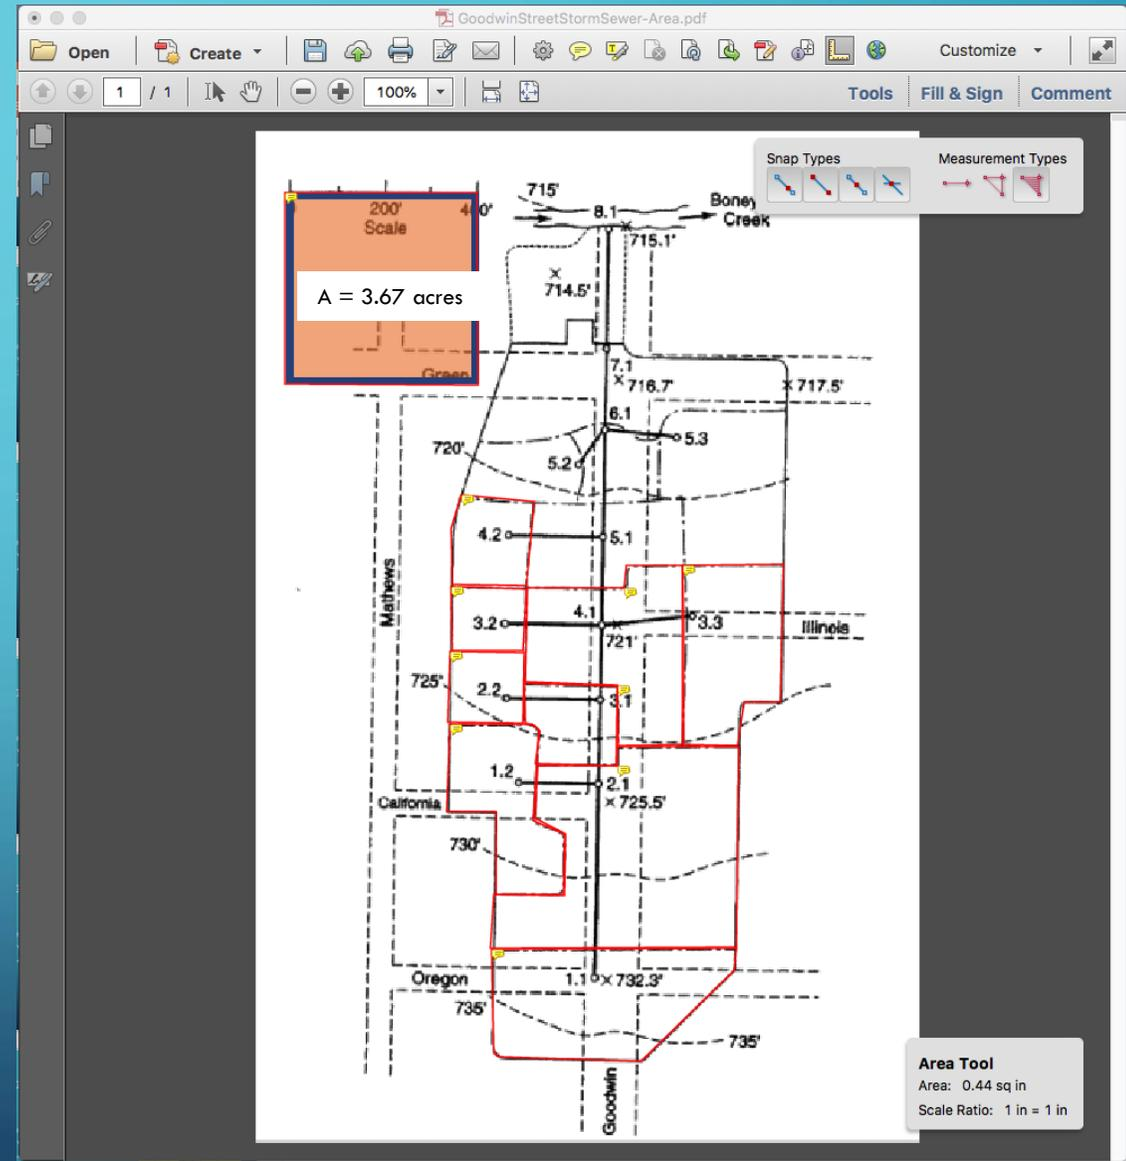 GoodwinStreetStormSewer-Area.pdf
Open
Create
Customize
1 / 1
100%
Tools
Fill & Sign
Comment
Snap Types
Measurement Types
200'
Scale
A = 3.67 acres
715'
8.1
Boney
Creek
715.1'
714.5'
Green
7.1
716.7'
717.5'
6.1
5.3
720'
5.2
4.2
5.1
Mathews
4.1
3.2
3.3
721'
Illinois
725'
2.2
3.1
1.2
2.1
725.5'
California
730'
Oregon
1.1
732.3'
735'
735'
Goodwin
Area Tool
Area: 0.44 sq in
Scale Ratio: 1 in = 1 in